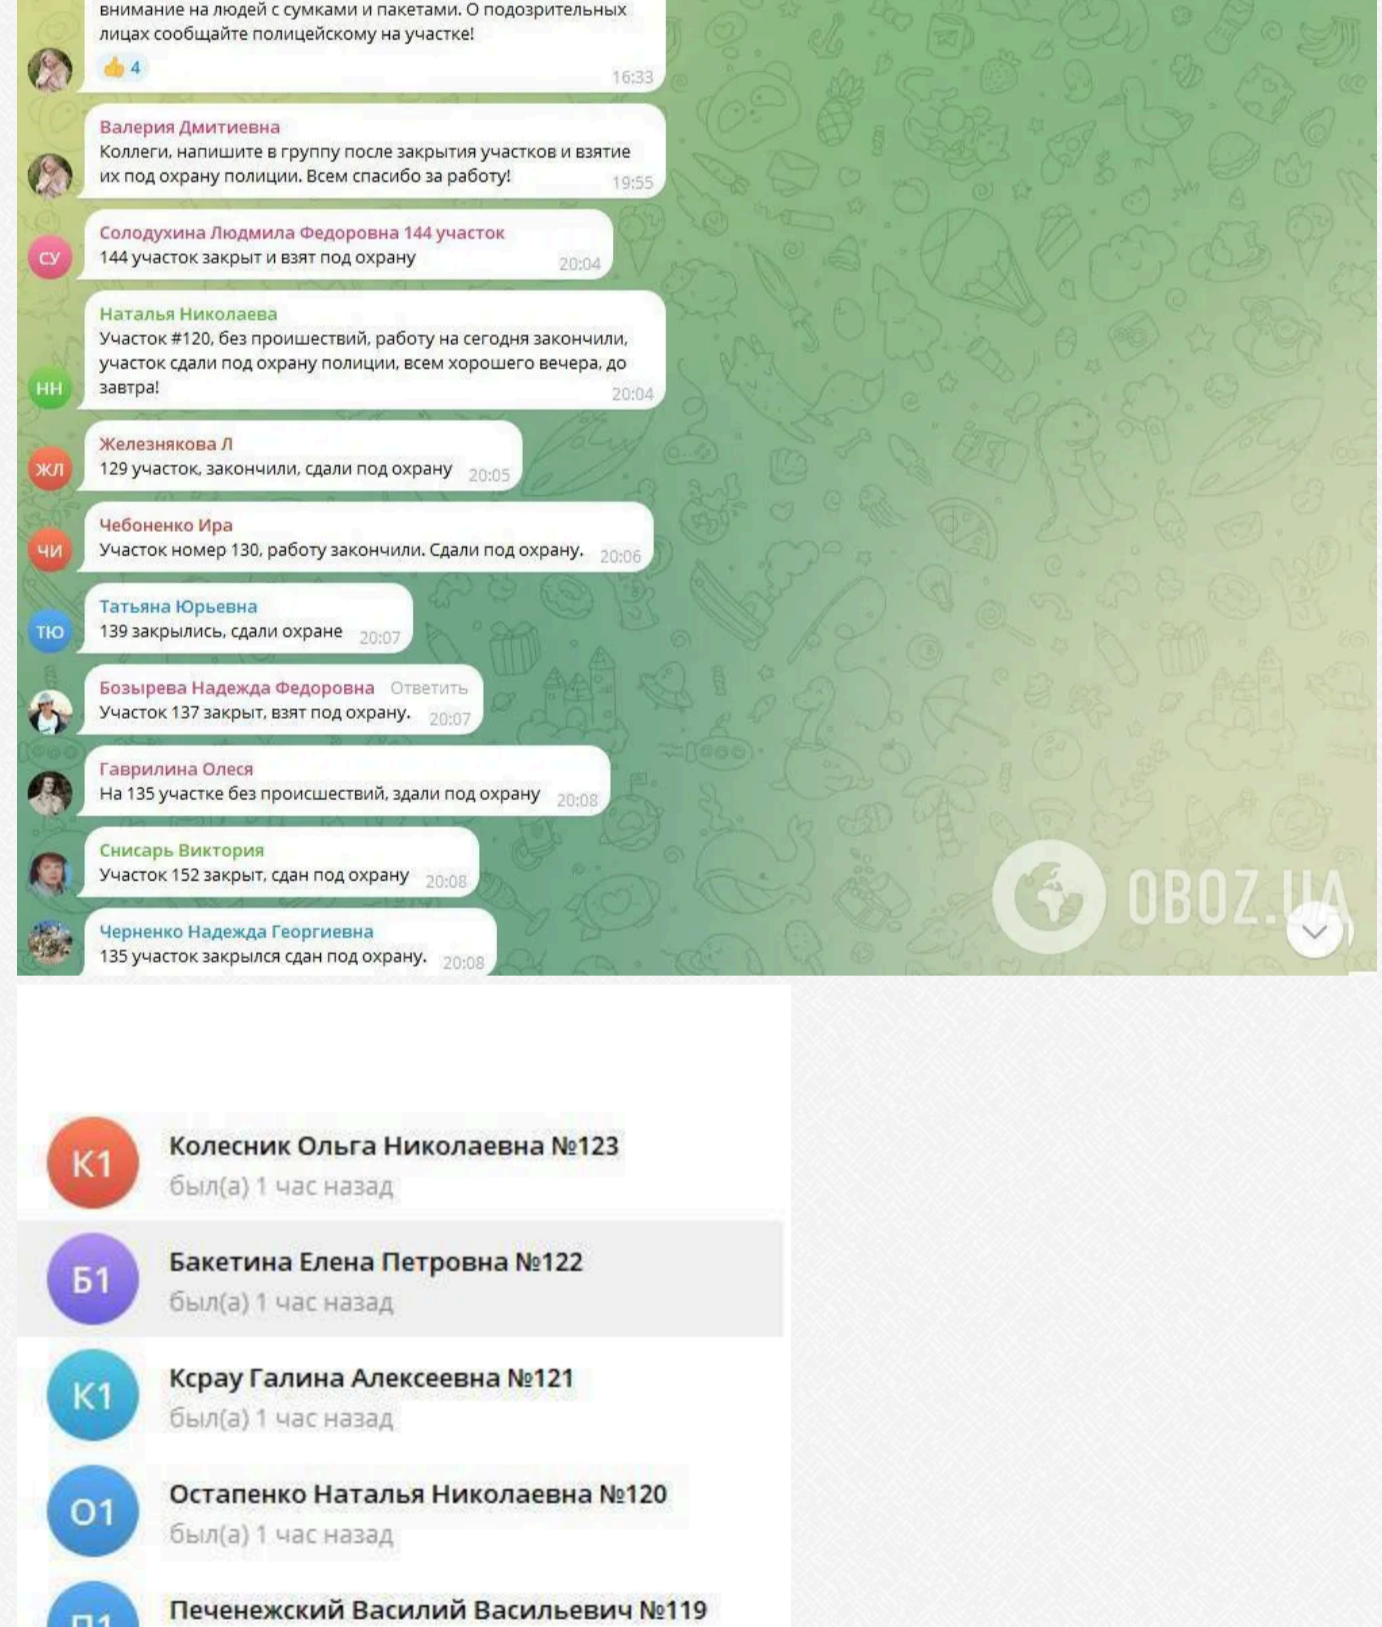 внимание на людей с сумками и пакетами. О подозрительных
лицах сообщайте полицейскому на участке!
👍 4
16:33
Валерия Дмитиевна
Коллеги, напишите в группу после закрытия участков и взятие
их под охрану полиции. Всем спасибо за работу!
19:55
СУ
Солодухина Людмила Федоровна 144 участок
144 участок закрыт и взят под охрану
20:04
Наталья Николаева
Участок #120, без проишествий, работу на сегодня закончили,
участок сдали под охрану полиции, всем хорошего вечера, до
НН
завтра!
20:04
Железнякова Л
ЖЛ
129 участок, закончили, сдали под охрану
20:05
Чебоненко Ира
ЧИ
Участок номер 130, работу закончили. Сдали под охрану.
20:06
Татьяна Юрьевна
ТЮ
139 закрылись, сдали охране
20:07
Бозырева Надежда Федоровна Ответить
Участок 137 закрыт, взят под охрану.
20:07
Гаврилина Олеся
На 135 участке без происшествий, здали под охрану
20:08
Снисарь Виктория
Участок 152 закрыт, сдан под охрану
20:08
OBOZ.UA
Черненко Надежда Георгиевна
135 участок закрылся сдан под охрану.
20:08
К1
Колесник Ольга Николаевна №123
был(а) 1 час назад
Б1
Бакетина Елена Петровна №122
был(а) 1 час назад
К1
Ксрау Галина Алексеевна №121
был(а) 1 час назад
О1
Остапенко Наталья Николаевна №120
был(а) 1 час назад
П1
Печенежский Василий Васильевич №119